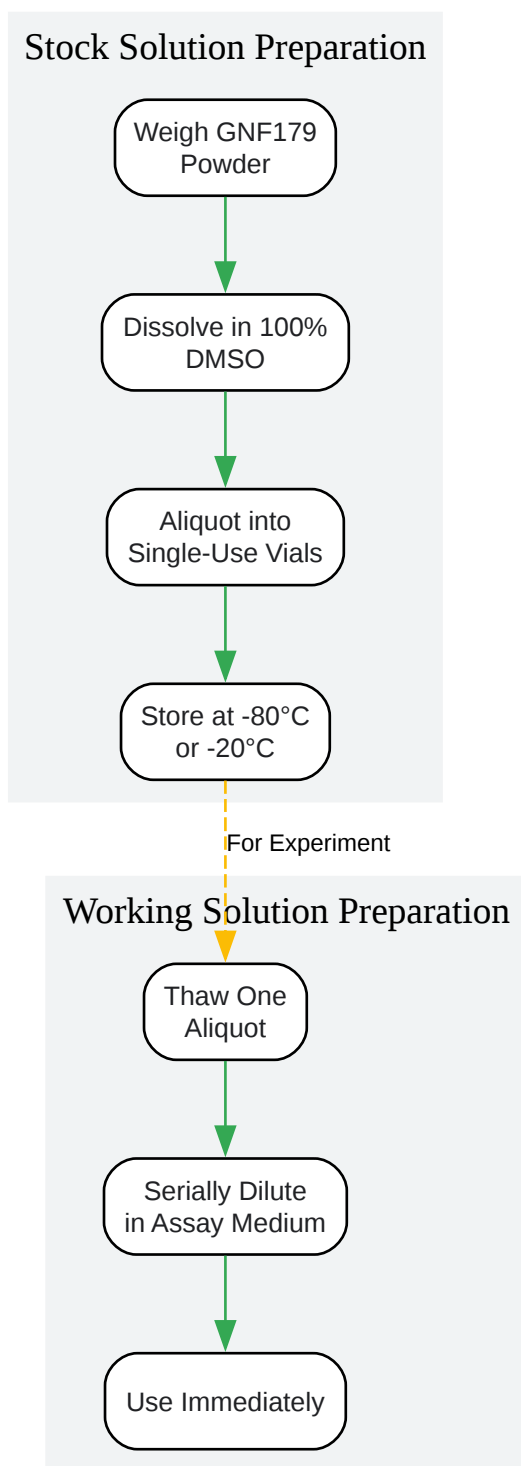 Stock Solution Preparation
Weigh GNF179
Powder
Dissolve in 100%
DMSO
Aliquot into
Single-Use Vials
Store at -80°C
or -20°C
For Experiment
Working Solution Preparation
Thaw One
Aliquot
Serially Dilute
in Assay Medium
Use Immediately